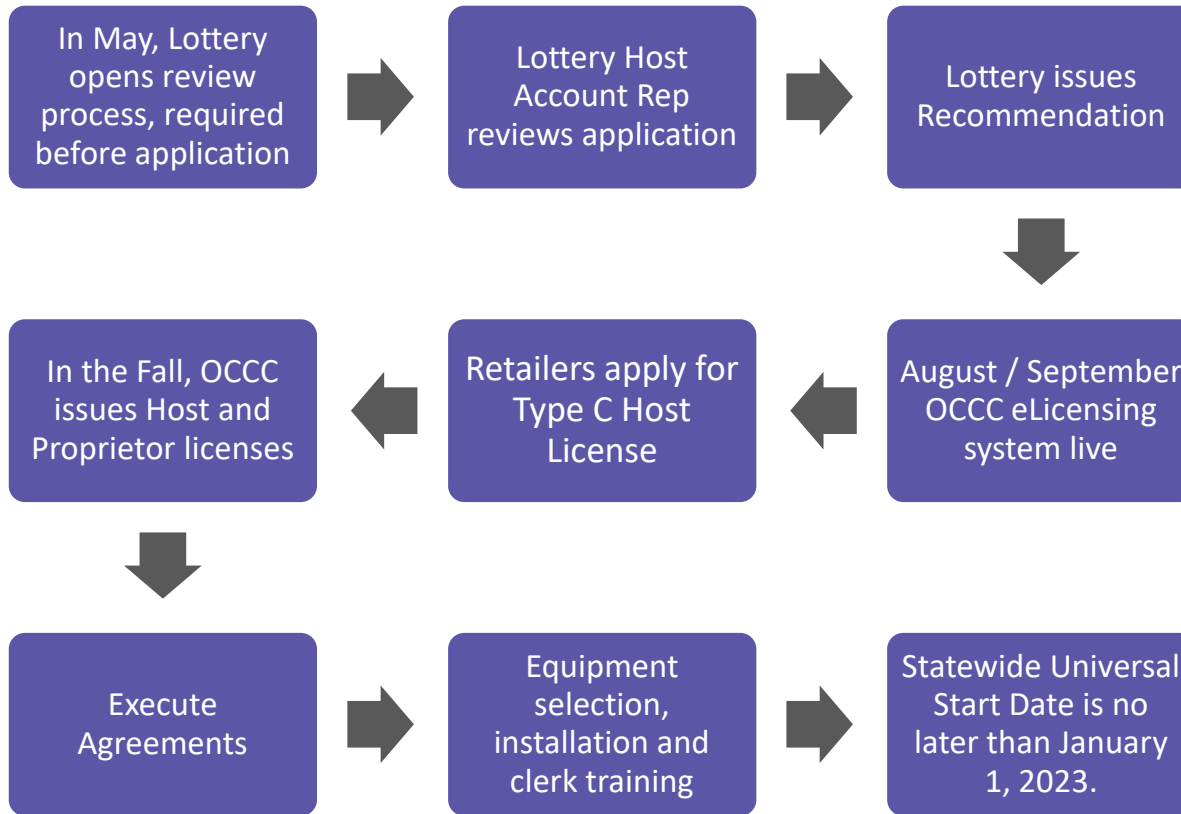 In May, Lottery
opens review
process, required
before application
Lottery Host
Account Rep
reviews application
Lottery issues
Recommendation
August / September
OCCC eLicensing
system live
Retailers apply for
Type C Host
License
In the Fall, OCCC
issues Host and
Proprietor licenses
Execute
Agreements
Equipment
selection,
installation and
clerk training
Statewide Universal
Start Date is no
later than January
1, 2023.